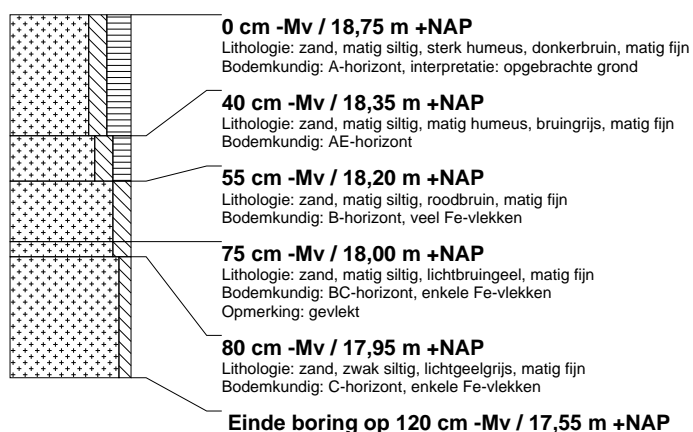 0 cm -Mv / 18,75 m +NAP
Lithologie: zand, matig siltig, sterk humeus, donkerbruin, matig fijn
Bodemkundig: A-horizont, interpretatie: opgebrachte grond
40 cm -Mv / 18,35 m +NAP
Lithologie: zand, matig siltig, matig humeus, bruingrijs, matig fijn
Bodemkundig: AE-horizont
55 cm -Mv / 18,20 m +NAP
Lithologie: zand, matig siltig, roodbruin, matig fijn
Bodemkundig: B-horizont, veel Fe-vlekken
75 cm -Mv / 18,00 m +NAP
Lithologie: zand, matig siltig, lichtbruingeel, matig fijn
Bodemkundig: BC-horizont, enkele Fe-vlekken
Opmerking: gevlekt
80 cm -Mv / 17,95 m +NAP
Lithologie: zand, zwak siltig, lichtgeelgrijs, matig fijn
Bodemkundig: C-horizont, enkele Fe-vlekken
Einde boring op 120 cm -Mv / 17,55 m +NAP